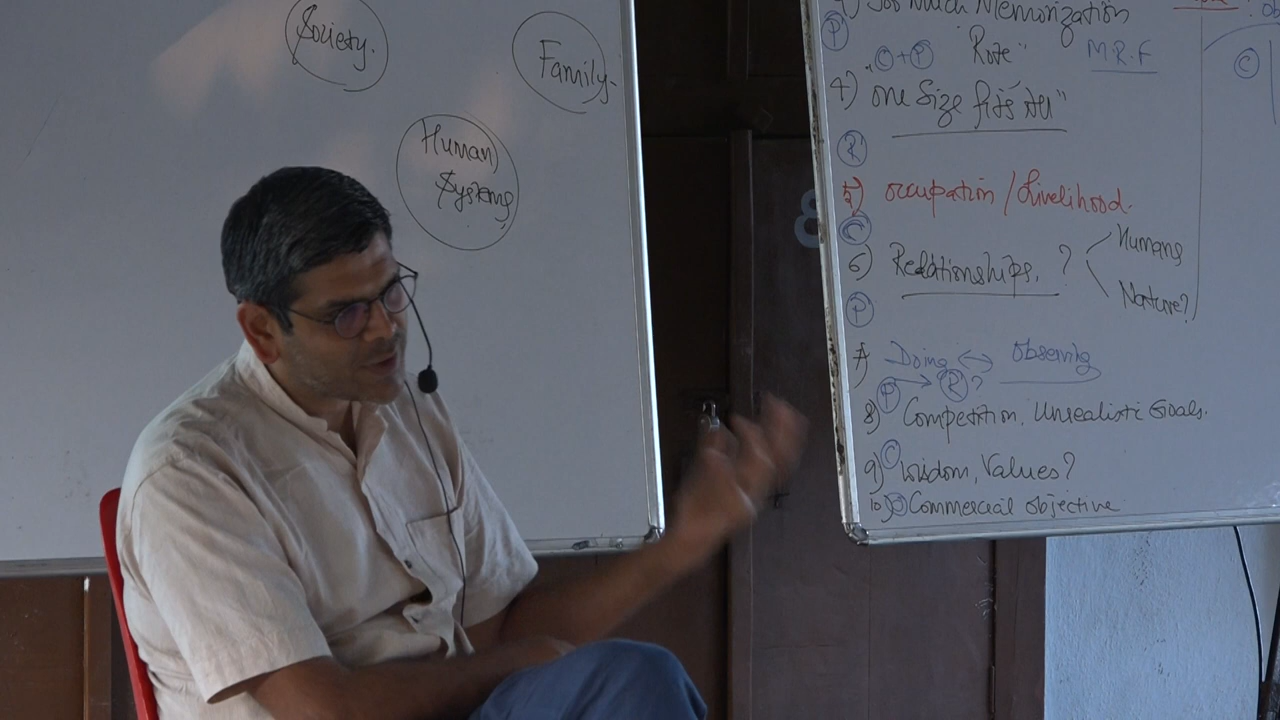 Society.
Family
Human
Systems
Too Much Memorization
P
"Rote"
M.R.F
C + P
4) "one size fits all"
R
5) Occupation / Livelihood.
C
6) Relationships. ?
Humans
Nature?
P
7) Doing ↔ Observing
P → R ?
8) Competition. Unrealistic Goals.
C
9) Wisdom, Values?
10) Commercial objective
C
8